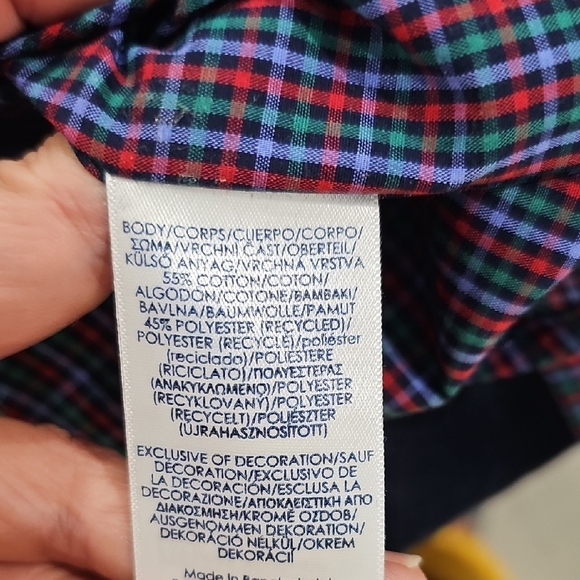 BODY/CORPS/CUERPO/CORPO/
ΣΩΜΑ/VRCHNÍ ČÁST/OBERTEIL/
KÜLSŐ ANYAG/VRCHNÁ VRSTVA
55% COTTON/COTON/
ALGODÓN/COTONE/ΒΑΜΒΑΚΙ/
BAVLNA/BAUMWOLLE/PAMUT
45% POLYESTER (RECYCLED)/
POLYESTER (RECYCLÉ)/poliéster
(reciclado)/POLIESTERE
(RICICLATO)/ΠΟΛΥΕΣΤΕΡΑΣ
(ΑΝΑΚΥΚΛΩΜΕΝΟ)/POLYESTER
(RECYKLOVANÝ)/POLYESTER
(RECYCELT)/POLIÉSZTER
(ÚJRAHASZNOSÍTOTT)
EXCLUSIVE OF DECORATION/SAUF
DÉCORATION/EXCLUSIVO DE
LA DECORACIÓN/ESCLUSA LA
DECORAZIONE/ΑΠΟΚΛΕΙΣΤΙΚΗ ΑΠΟ
ΔΙΑΚΟΣΜΗΣΗ/KROMĚ OZDOB/
AUSGENOMMEN DEKORATION/
DEKORÁCIÓ NÉLKÜL/OKREM
DEKORÁCIÍ
Made In